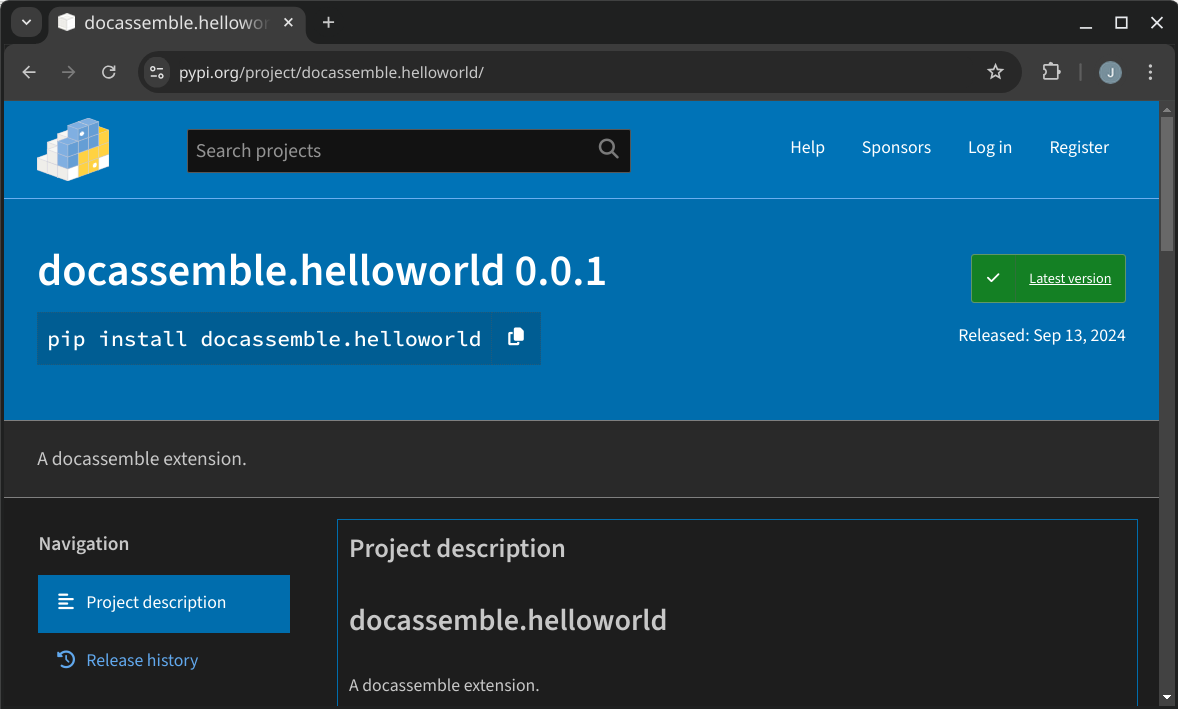 docassemble.hellowor
pypi.org/project/docassemble.helloworld/
J
Search projects
Help
Sponsors
Log in
Register
docassemble.helloworld 0.0.1
Latest version
pip install docassemble.helloworld
Released: Sep 13, 2024
A docassemble extension.
Navigation
Project description
Release history
Project description
docassemble.helloworld
A docassemble extension.